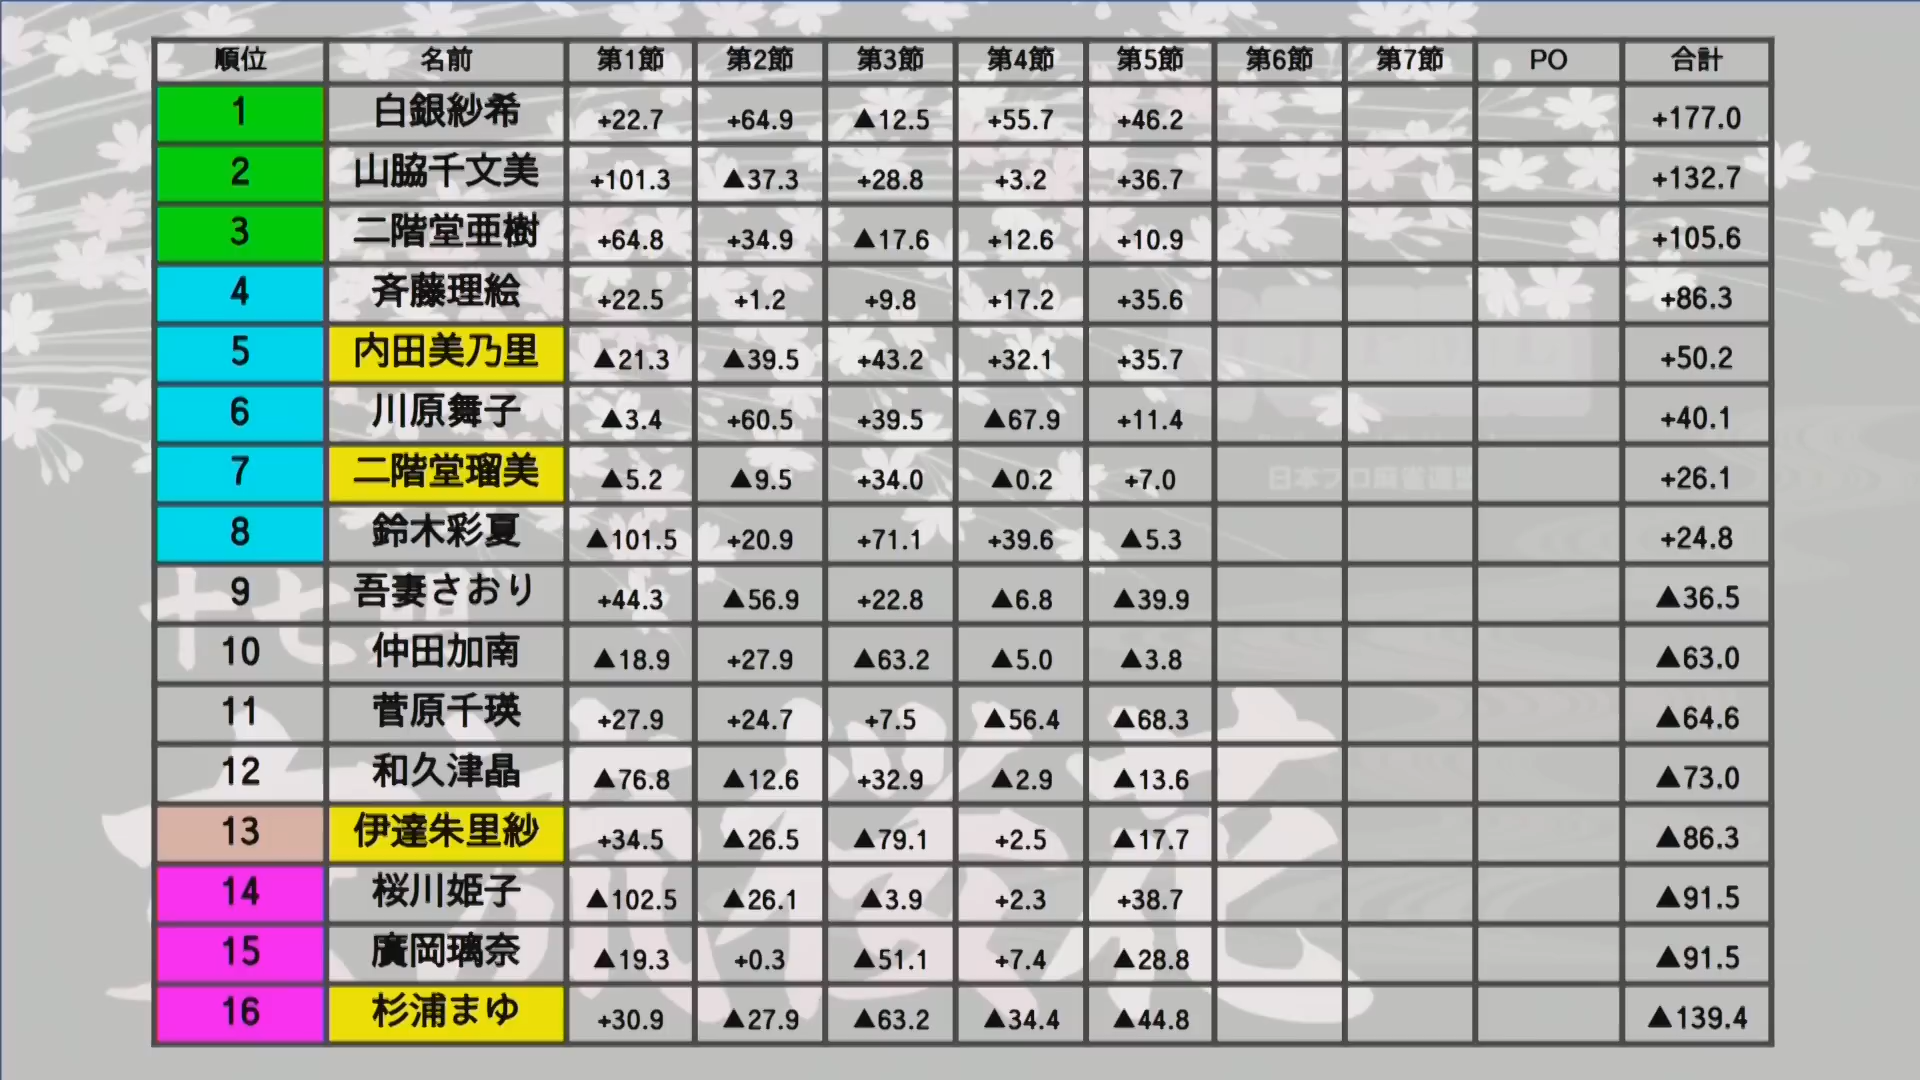 順位 名前 第1節 第2節 第3節 第4節 第5節 第6節 第7節 PO 合計
1 白銀紗希 +22.7 +64.9 ▲12.5 +55.7 +46.2 +177.0
2 山脇千文美 +101.3 ▲37.3 +28.8 +3.2 +36.7 +132.7
3 二階堂亜樹 +64.8 +34.9 ▲17.6 +12.6 +10.9 +105.6
4 斉藤理絵 +22.5 +1.2 +9.8 +17.2 +35.6 +86.3
5 内田美乃里 ▲21.3 ▲39.5 +43.2 +32.1 +35.7 +50.2
6 川原舞子 ▲3.4 +60.5 +39.5 ▲67.9 +11.4 +40.1
7 二階堂瑠美 ▲5.2 ▲9.5 +34.0 ▲0.2 +7.0 +26.1
8 鈴木彩夏 ▲101.5 +20.9 +71.1 +39.6 ▲5.3 +24.8
9 吾妻さおり +44.3 ▲56.9 +22.8 ▲6.8 ▲39.9 ▲36.5
10 仲田加南 ▲18.9 +27.9 ▲63.2 ▲5.0 ▲3.8 ▲63.0
11 菅原千瑛 +27.9 +24.7 +7.5 ▲56.4 ▲68.3 ▲64.6
12 和久津晶 ▲76.8 ▲12.6 +32.9 ▲2.9 ▲13.6 ▲73.0
13 伊達朱里紗 +34.5 ▲26.5 ▲79.1 +2.5 ▲17.7 ▲86.3
14 桜川姫子 ▲102.5 ▲26.1 ▲3.9 +2.3 +38.7 ▲91.5
15 廣岡璃奈 ▲19.3 +0.3 ▲51.1 +7.4 ▲28.8 ▲91.5
16 杉浦まゆ +30.9 ▲27.9 ▲63.2 ▲34.4 ▲44.8 ▲139.4
日本プロ麻雀連盟